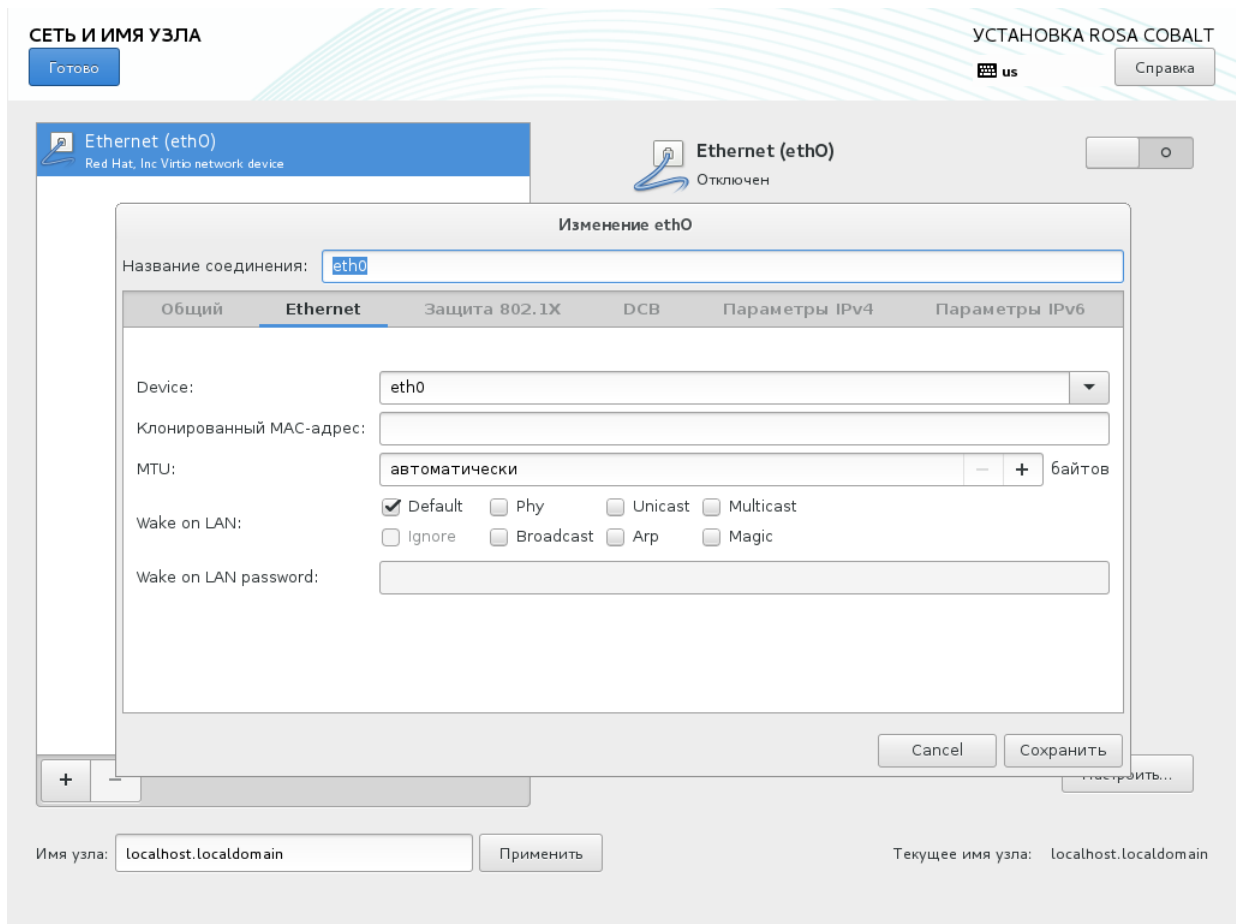 СЕТЬ И ИМЯ УЗЛА
УСТАНОВКА ROSA COBALT
Готово
us
Справка
Ethernet (eth0)
Red Hat, Inc Virtio network device
Ethernet (eth0)
Отключен
Изменение eth0
Название соединения: eth0
Общий Ethernet Защита 802.1X DCB Параметры IPv4 Параметры IPv6
Device: eth0
Клонированный MAC-адрес:
MTU: автоматически − + байтов
Wake on LAN:
Default Phy Unicast Multicast
Ignore Broadcast Arp Magic
Wake on LAN password:
Cancel Сохранить
+ −
Имя узла: localhost.localdomain Применить Текущее имя узла: localhost.localdomain